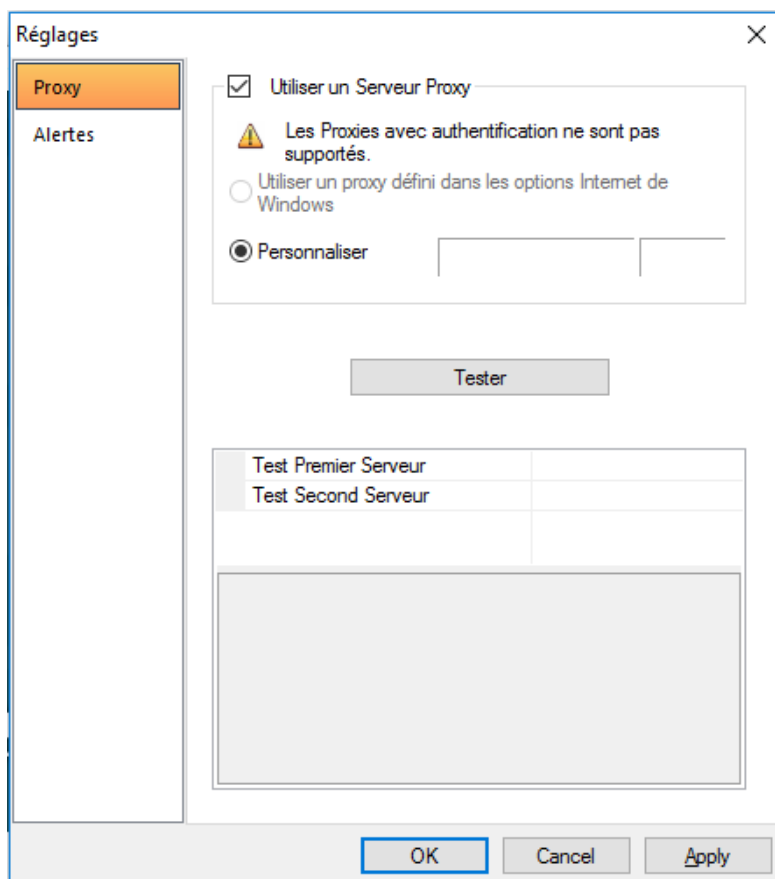 Réglages
Proxy
Alertes
Utiliser un Serveur Proxy
Les Proxies avec authentification ne sont pas
supportés.
Utiliser un proxy défini dans les options Internet de
Windows
Personnaliser
Tester
Test Premier Serveur
Test Second Serveur
OK
Cancel
Apply